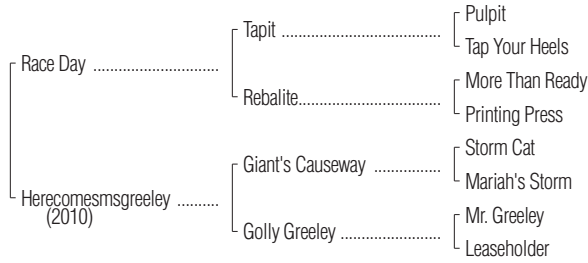 Pulpit
Tapit ........................................
Tap Your Heels
Race Day ................................
More Than Ready
Rebalite...................................
Printing Press
Storm Cat
Giant's Causeway ....................
Mariah's Storm
Herecomesmsgreeley ..........
(2010)
Mr. Greeley
Golly Greeley ..........................
Leaseholder